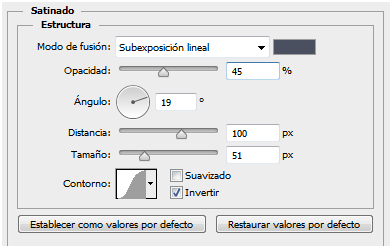 Satinado
Estructura
Modo de fusión: Subexposición lineal
Opacidad: 45 %
Ángulo: 19 °
Distancia: 100 px
Tamaño: 51 px
Contorno: Suavizado
Invertir
Establecer como valores por defecto Restaurar valores por defecto